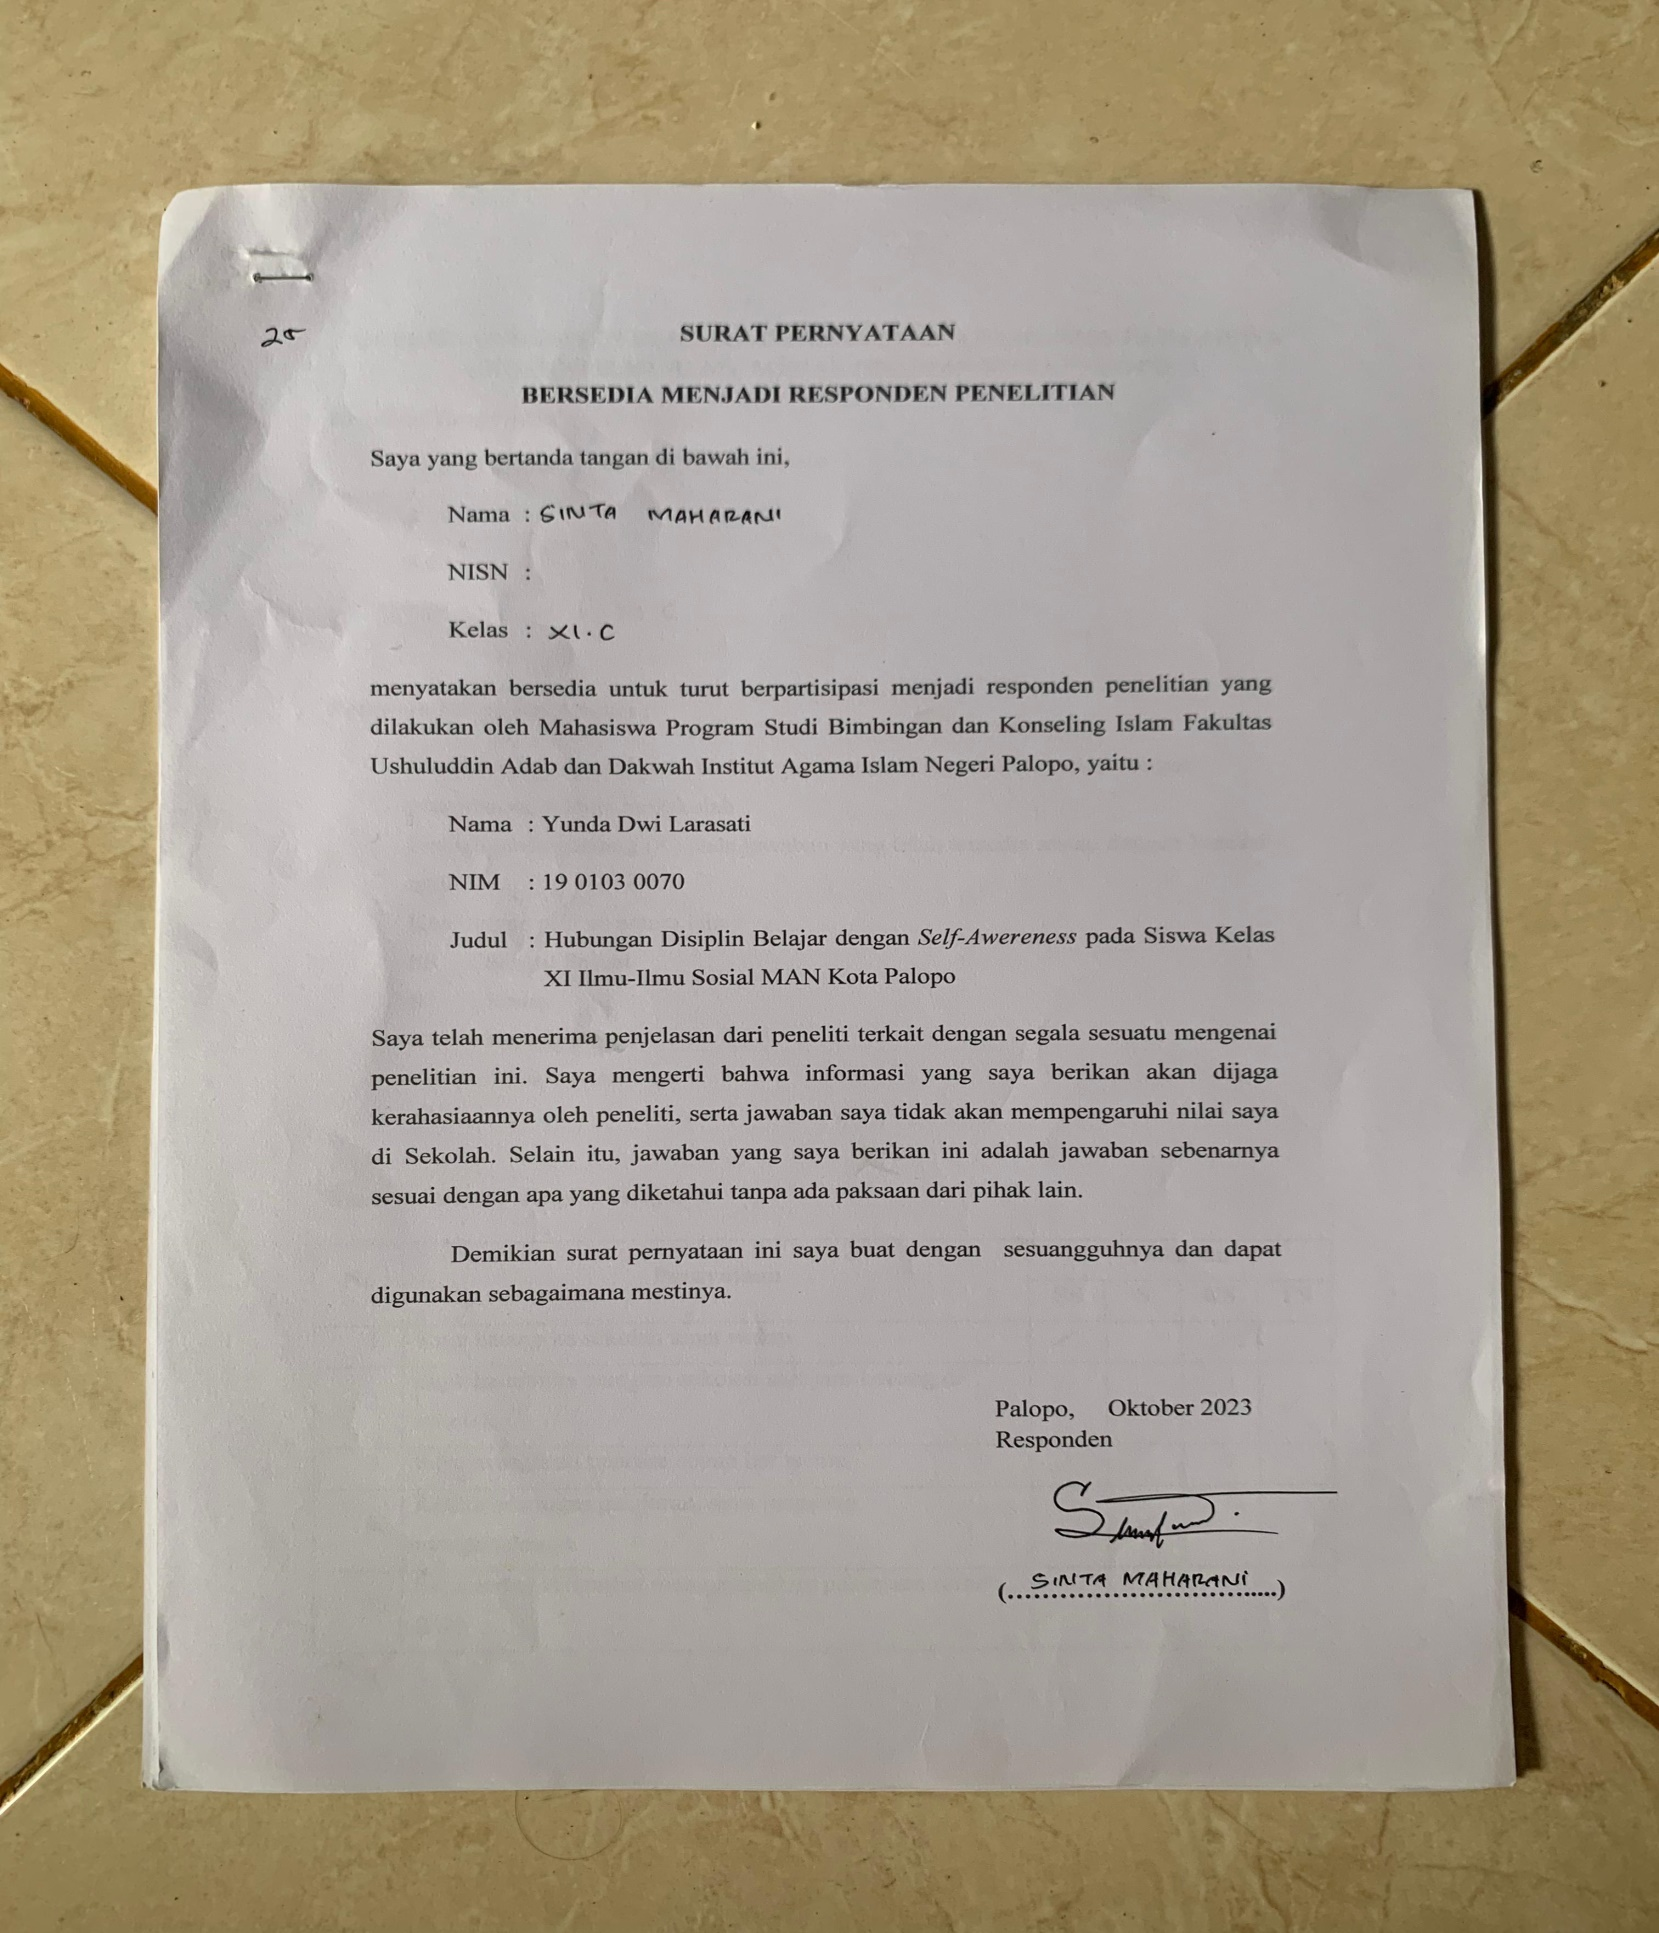 25
SURAT PERNYATAAN
BERSEDIA MENJADI RESPONDEN PENELITIAN
Saya yang bertanda tangan di bawah ini,
Nama : SINTA MAHARANI
NISN :
Kelas : XI.C
menyatakan bersedia untuk turut berpartisipasi menjadi responden penelitian yang
dilakukan oleh Mahasiswa Program Studi Bimbingan dan Konseling Islam Fakultas
Ushuluddin Adab dan Dakwah Institut Agama Islam Negeri Palopo, yaitu :
Nama : Yunda Dwi Larasati
NIM : 19 0103 0070
Judul : Hubungan Disiplin Belajar dengan Self-Awereness pada Siswa Kelas
XI Ilmu-Ilmu Sosial MAN Kota Palopo
Saya telah menerima penjelasan dari peneliti terkait dengan segala sesuatu mengenai
penelitian ini. Saya mengerti bahwa informasi yang saya berikan akan dijaga
kerahasiaannya oleh peneliti, serta jawaban saya tidak akan mempengaruhi nilai saya
di Sekolah. Selain itu, jawaban yang saya berikan ini adalah jawaban sebenarnya
sesuai dengan apa yang diketahui tanpa ada paksaan dari pihak lain.
Demikian surat pernyataan ini saya buat dengan sesuangguhnya dan dapat
digunakan sebagaimana mestinya.
Palopo, Oktober 2023
Responden
(SINTA MAHARANI)